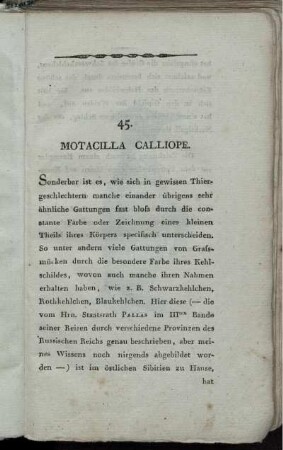 45.
MOTACILLA CALLIOPE.
Sonderbar ist es, wie sich in gewissen Thier-
geschlechtern manche einander übrigens sehr
ähnliche Gattungen fast bloſs durch die con-
stante Farbe oder Zeichnung eines kleinen
Theils ihres Körpers specifisch unterscheiden.
So unter andern viele Gattungen von Grafs-
mücken durch die besondere Farbe ihres Kehl-
schildes, wovon auch manche ihren Nahmen
erhalten haben, wie z. B. Schwarzkehlchen,
Rothkehlchen, Blaukehlchen. Hier diese (— die
vom Hrn. Staatsrath PALLAS im IIIten Bande
seiner Reisen durch verschiedene Provinzen des
Russischen Reichs genau beschrieben, aber mei-
nes Wissens noch nirgends abgebildet wor-
den —) ist im östlichen Sibirien zu Hause,
hat